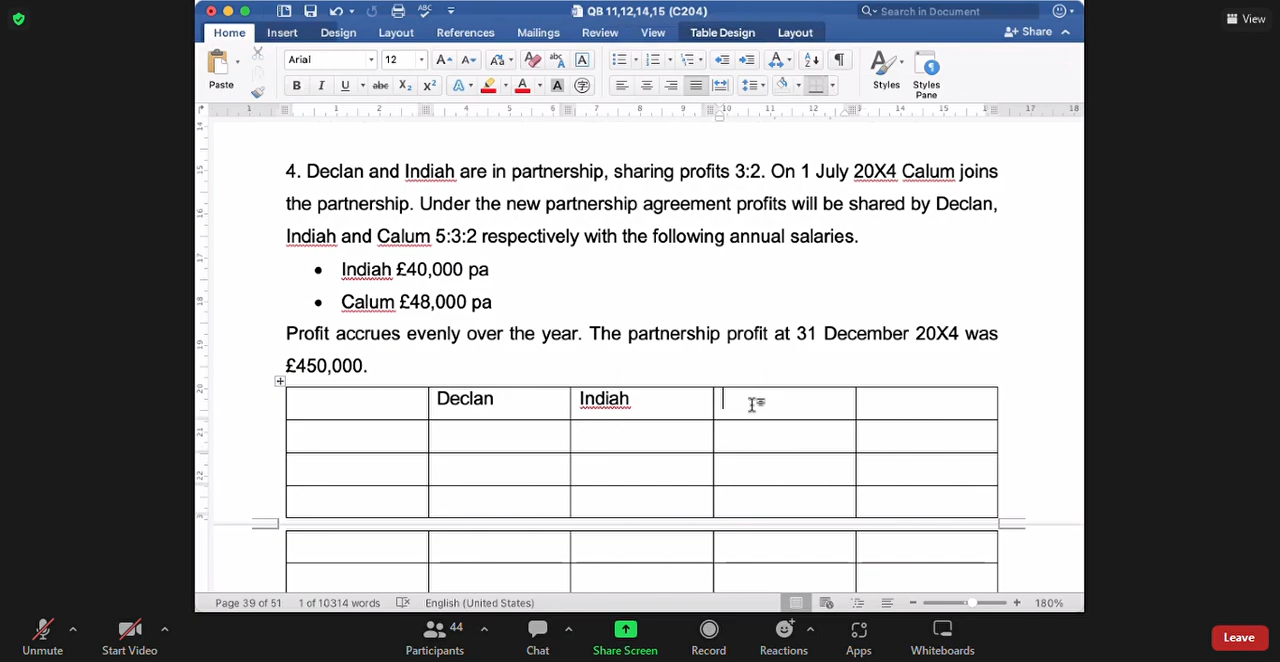 View
QB 11,12,14,15 (C204)
Search in Document
Home Insert Design Layout References Mailings Review View Table Design Layout Share
Paste
Arial 12
Styles Styles Pane
4. Declan and Indiah are in partnership, sharing profits 3:2. On 1 July 20X4 Calum joins
the partnership. Under the new partnership agreement profits will be shared by Declan,
Indiah and Calum 5:3:2 respectively with the following annual salaries.
• Indiah £40,000 pa
• Calum £48,000 pa
Profit accrues evenly over the year. The partnership profit at 31 December 20X4 was
£450,000.
Declan Indiah
Page 39 of 51 1 of 10314 words English (United States) 180%
44
Unmute Start Video Participants Chat Share Screen Record Reactions Apps Whiteboards Leave